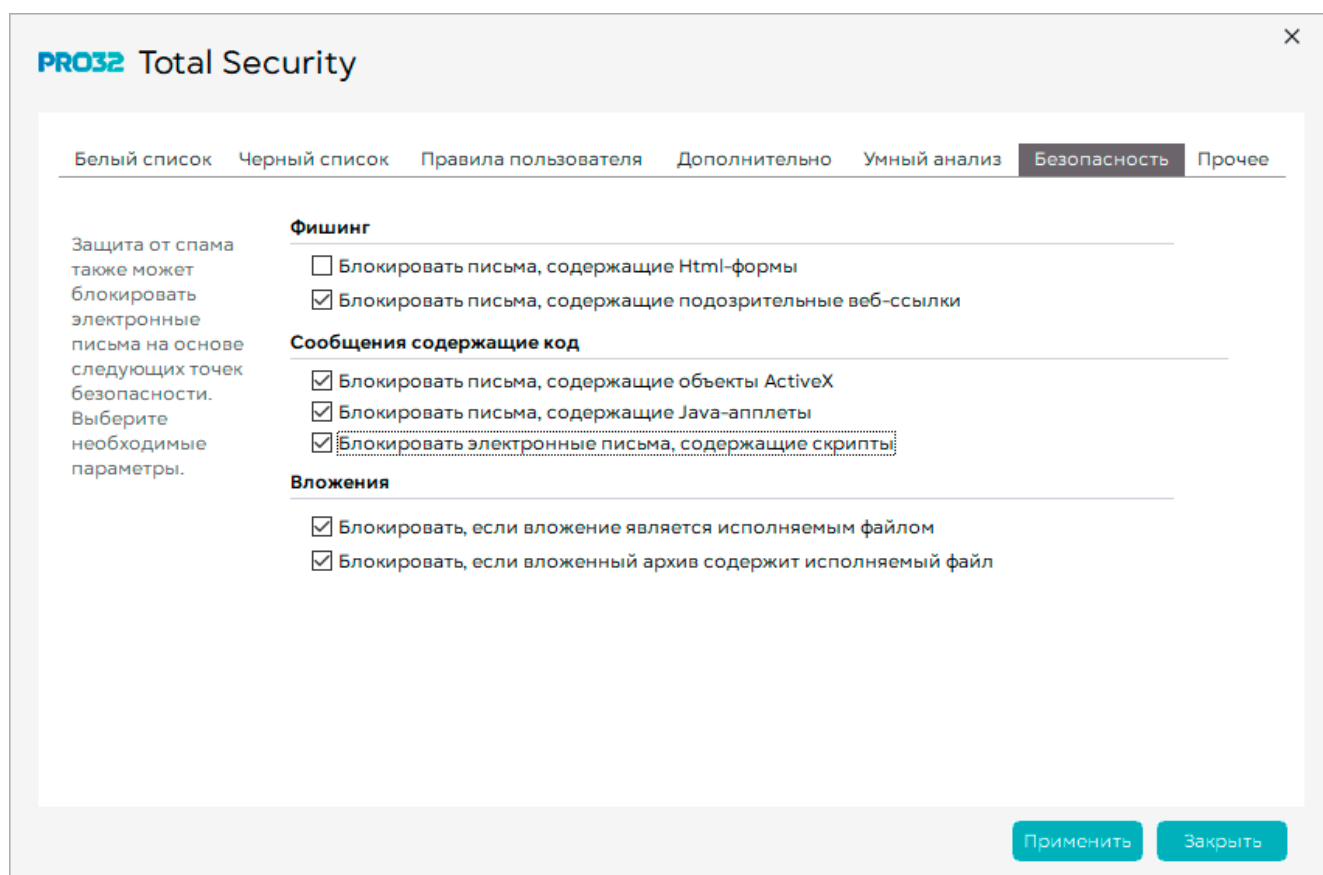 PRO32 Total Security
Белый список Черный список Правила пользователя Дополнительно Умный анализ Безопасность Прочее
Защита от спама
также может
блокировать
электронные
письма на основе
следующих точек
безопасности.
Выберите
необходимые
параметры.
Фишинг
Блокировать письма, содержащие Html-формы
Блокировать письма, содержащие подозрительные веб-ссылки
Сообщения содержащие код
Блокировать письма, содержащие объекты ActiveX
Блокировать письма, содержащие Java-апплеты
Блокировать электронные письма, содержащие скрипты
Вложения
Блокировать, если вложение является исполняемым файлом
Блокировать, если вложенный архив содержит исполняемый файл
Применить Закрыть